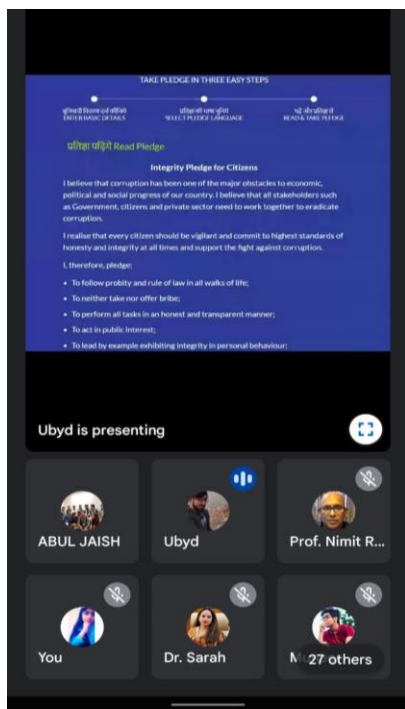 TAKE PLEDGE IN THREE EASY STEPS
बुनियादी विवरण दर्ज कीजिये
ENTER BASIC DETAILS
प्रतिज्ञा की भाषा चुनिए
SELECT PLEDGE LANGUAGE
पढ़ें और प्रतिज्ञा लें
READ & TAKE PLEDGE
प्रतिज्ञा पढ़िये Read Pledge
Integrity Pledge for Citizens
I believe that corruption has been one of the major obstacles to economic,
political and social progress of our country. I believe that all stakeholders such
as Government, citizens and private sector need to work together to eradicate
corruption.
I realise that every citizen should be vigilant and commit to highest standards of
honesty and integrity at all times and support the fight against corruption.
I, therefore, pledge:
• To follow probity and rule of law in all walks of life;
• To neither take nor offer bribe;
• To perform all tasks in an honest and transparent manner;
• To act in public interest;
• To lead by example exhibiting integrity in personal behaviour;
Ubyd is presenting
ABUL JAISH
Ubyd
Prof. Nimit R...
You
Dr. Sarah
27 others